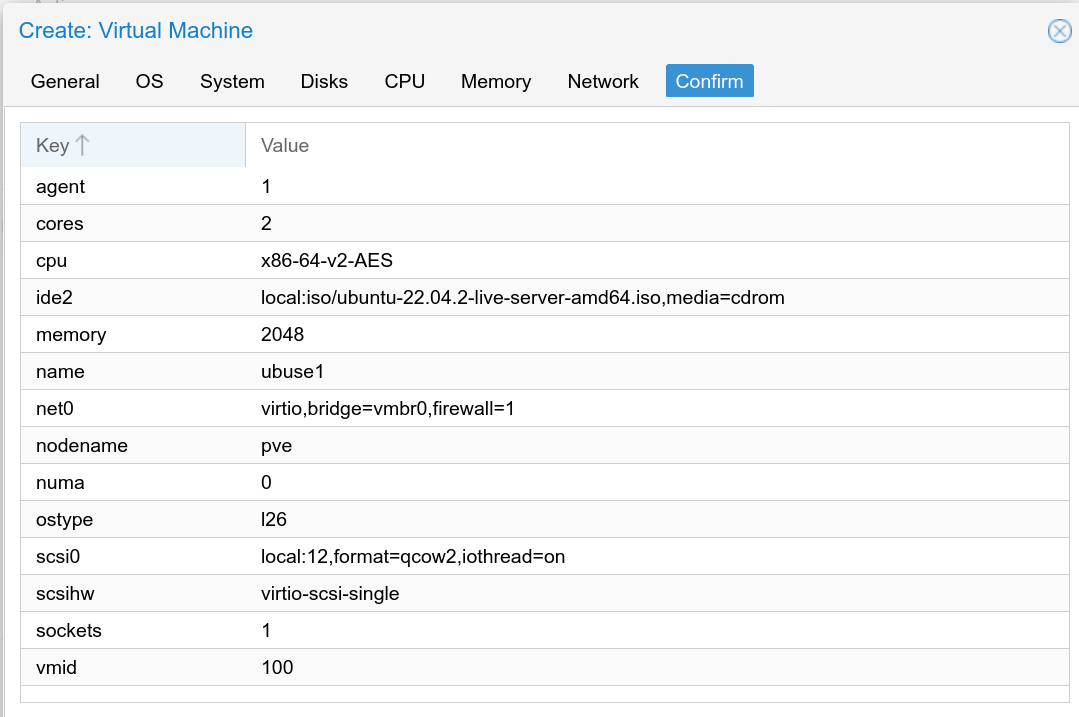 Create: Virtual Machine
General OS System Disks CPU Memory Network Confirm
Key Value
agent 1
cores 2
cpu x86-64-v2-AES
ide2 local:iso/ubuntu-22.04.2-live-server-amd64.iso,media=cdrom
memory 2048
name ubuse1
net0 virtio,bridge=vmbr0,firewall=1
nodename pve
numa 0
ostype l26
scsi0 local:12,format=qcow2,iothread=on
scsihw virtio-scsi-single
sockets 1
vmid 100